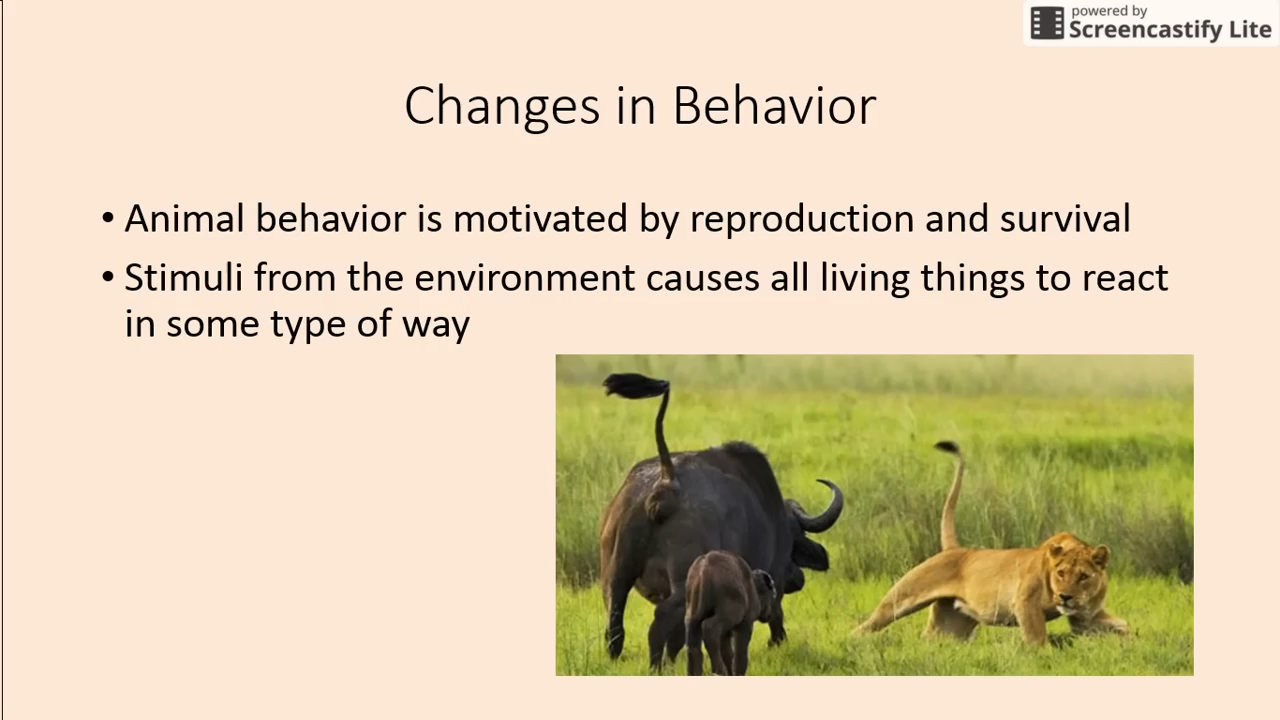 powered by
Screencastify Lite
Changes in Behavior
• Animal behavior is motivated by reproduction and survival
• Stimuli from the environment causes all living things to react
in some type of way